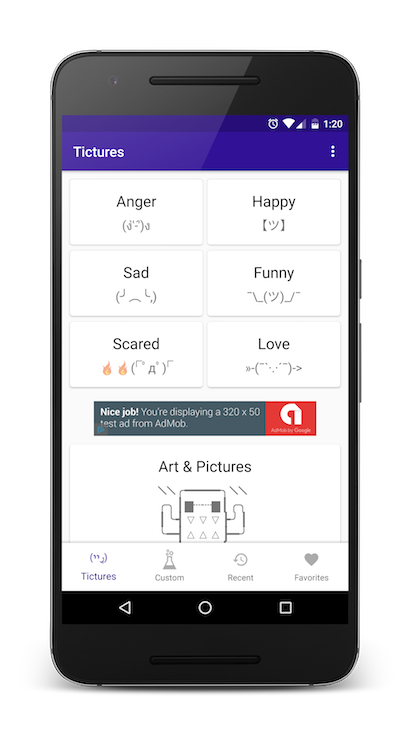 1:20
Tictures
Anger
Happy
(ง'̀-'́)ง
【ツ】
Sad
Funny
(╯︵╰,)
¯\_(ツ)_/¯
Scared
Love
🔥🔥(「ﾟДﾟ)「
»-(¯`·.·´¯)->
Nice job! You're displaying a 320 x 50
test ad from AdMob.
AdMob by Google
Art & Pictures
Tictures
Custom
Recent
Favorites